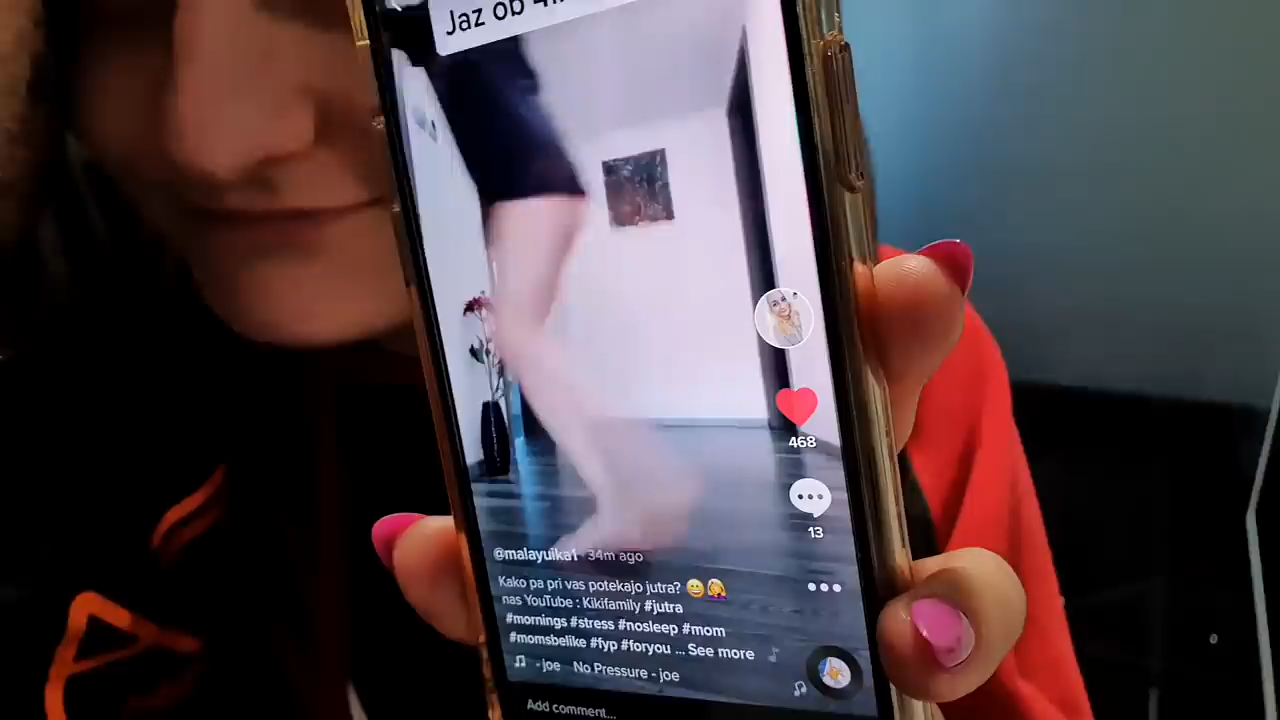 Jaz ob
468
13
@malayulka1 · 34m ago
Kako pa pri vas potekajo jutra? 😀🤦‍♀️
nas YouTube : Kikifamily #jutra
#mornings #stress #nosleep #mom
#momsbelike #fyp #foryou ... See more
- joe No Pressure - joe
Add comment...